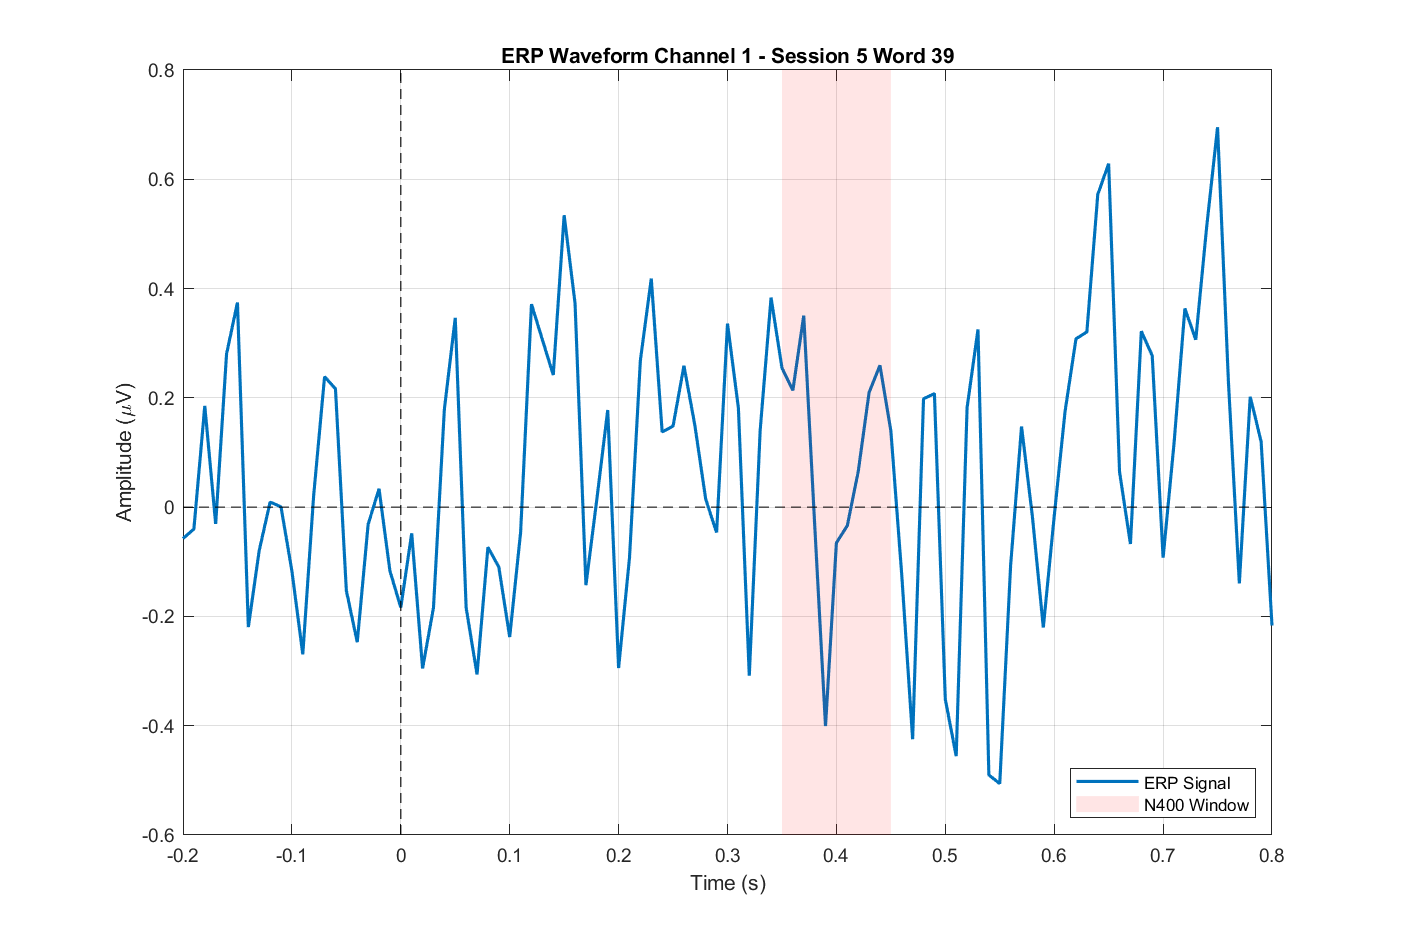 ERP Waveform Channel 1 - Session 5 Word 39
0.8
0.6
0.4
0.2
0
-0.2
-0.4
-0.6
Amplitude (μV)
-0.2 -0.1 0 0.1 0.2 0.3 0.4 0.5 0.6 0.7 0.8
Time (s)
ERP Signal
N400 Window